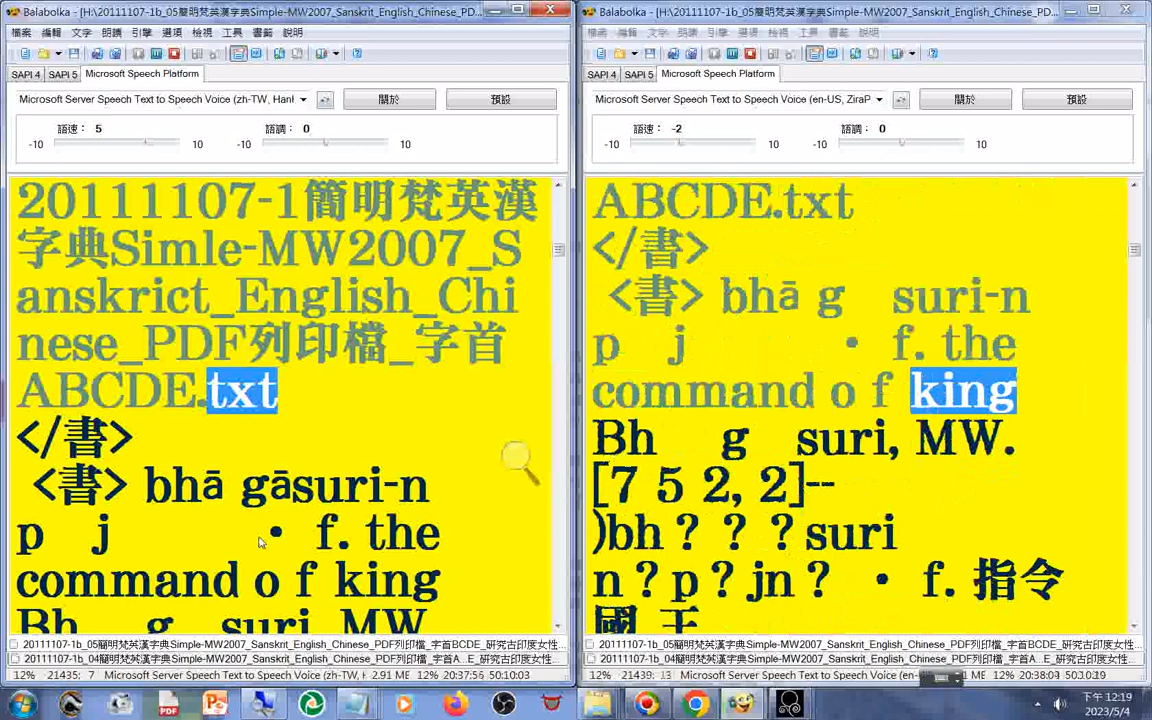 Balabolka - [H:\20111107-1b_05簡明梵英漢字典Simple-MW2007_Sanskrit_English_Chinese_PD...
檔案 編輯 文字 朗讀 引擎 選項 檢視 工具 書籤 說明
SAPI 4 SAPI 5 Microsoft Speech Platform
Microsoft Server Speech Text to Speech Voice (zh-TW, Hanl
關於 預設
語速： 5 語調： 0
-10 10 -10 10
20111107-1簡明梵英漢
字典Simle-MW2007_S
anskrict_English_Chi
nese_PDF列印檔_字首
ABCDE.txt
</書>
<書> bhā gāsuri-n
p j • f. the
command o f king
Bh g suri, MW.
20111107-1b_05簡明梵英漢字典Simple-MW2007_Sanskrit_English_Chinese_PDF列印檔_字首BCDE_研究古印度女性...
20111107-1b_04簡明梵英漢字典Simple-MW2007_Sanskrit_English_Chinese_PDF列印檔_字首A...E_研究古印度女性...
12% 21435: 7 Microsoft Server Speech Text to Speech Voice (zh-TW, H 2.91 MB 12% 20:37:56 50:10:03
Balabolka - [H:\20111107-1b_05簡明梵英漢字典Simple-MW2007_Sanskrit_English_Chinese_PD...
檔案 編輯 文字 朗讀 引擎 選項 檢視 工具 書籤 說明
SAPI 4 SAPI 5 Microsoft Speech Platform
Microsoft Server Speech Text to Speech Voice (en-US, ZiraP
關於 預設
語速： -2 語調： 0
-10 10 -10 10
ABCDE.txt
</書>
<書> bhā g suri-n
p j • f. the
command o f king
Bh g suri, MW.
[7 5 2, 2]--
)bh？？？suri
n？p？jn？ • f. 指令
國 王
20111107-1b_05簡明梵英漢字典Simple-MW2007_Sanskrit_English_Chinese_PDF列印檔_字首BCDE_研究古印度女性...
20111107-1b_04簡明梵英漢字典Simple-MW2007_Sanskrit_English_Chinese_PDF列印檔_字首A...E_研究古印度女性...
12% 21439: 13 Microsoft Server Speech Text to Speech Voice 12% 20:38:04
下午 12:19
2023/5/4